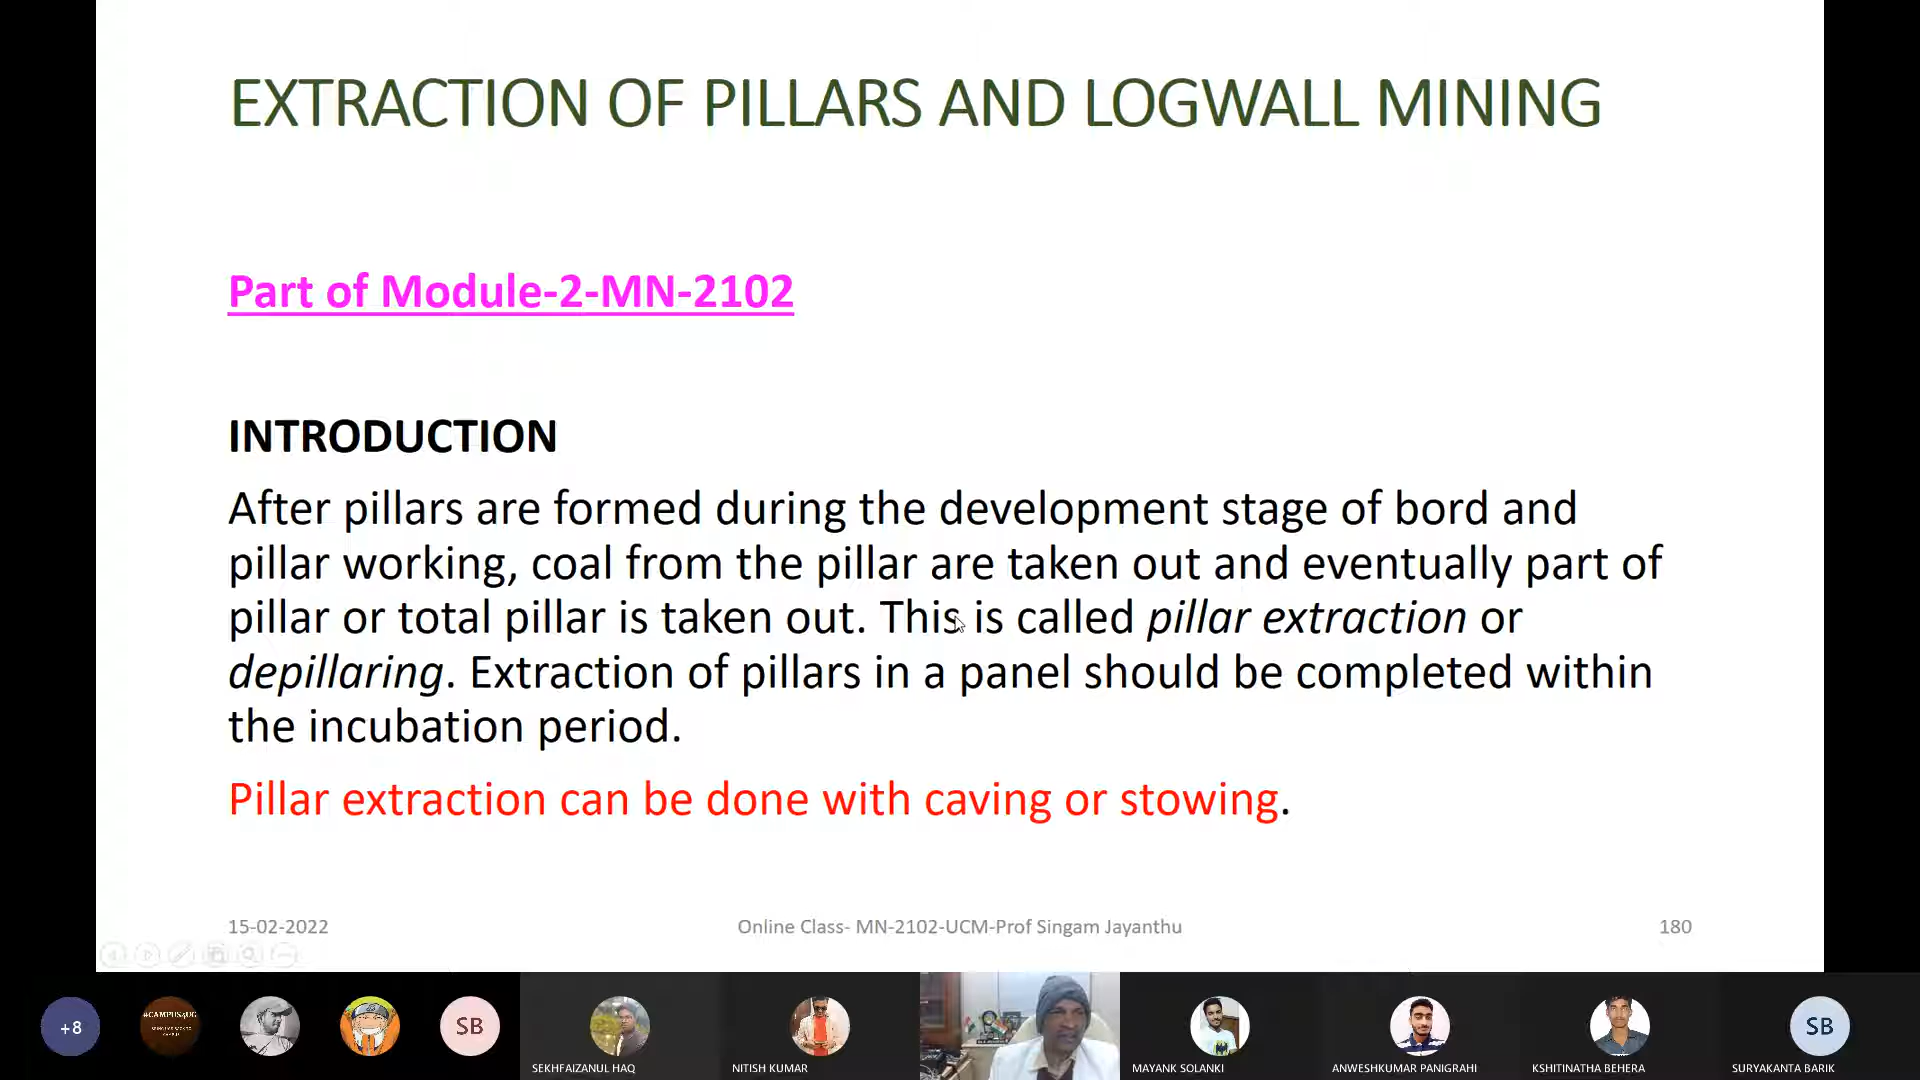 EXTRACTION OF PILLARS AND LOGWALL MINING
Part of Module-2-MN-2102
INTRODUCTION
After pillars are formed during the development stage of bord and
pillar working, coal from the pillar are taken out and eventually part of
pillar or total pillar is taken out. This is called pillar extraction or
depillaring. Extraction of pillars in a panel should be completed within
the incubation period.
Pillar extraction can be done with caving or stowing.
15-02-2022
Online Class- MN-2102-UCM-Prof Singam Jayanthu
180
+8
#CAMPUS4UG
SB
SB
SEKHFAIZANUL HAQ
NITISH KUMAR
MAYANK SOLANKI
ANWESHKUMAR PANIGRAHI
KSHITINATHA BEHERA
SURYAKANTA BARIK